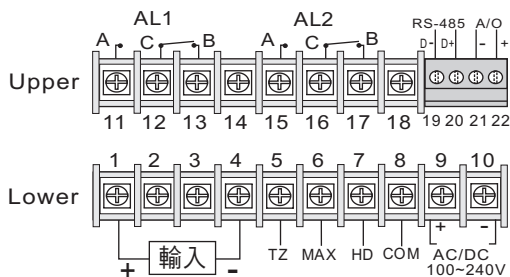 AL1 AL2 RS-485 A/O
A C B A C B D- D+ - +
Upper
11 12 13 14 15 16 17 18 19 20 21 22
1 2 3 4 5 6 7 8 9 10
Lower
+ 輸入 - TZ MAX HD COM + -
AC/DC
100~240V